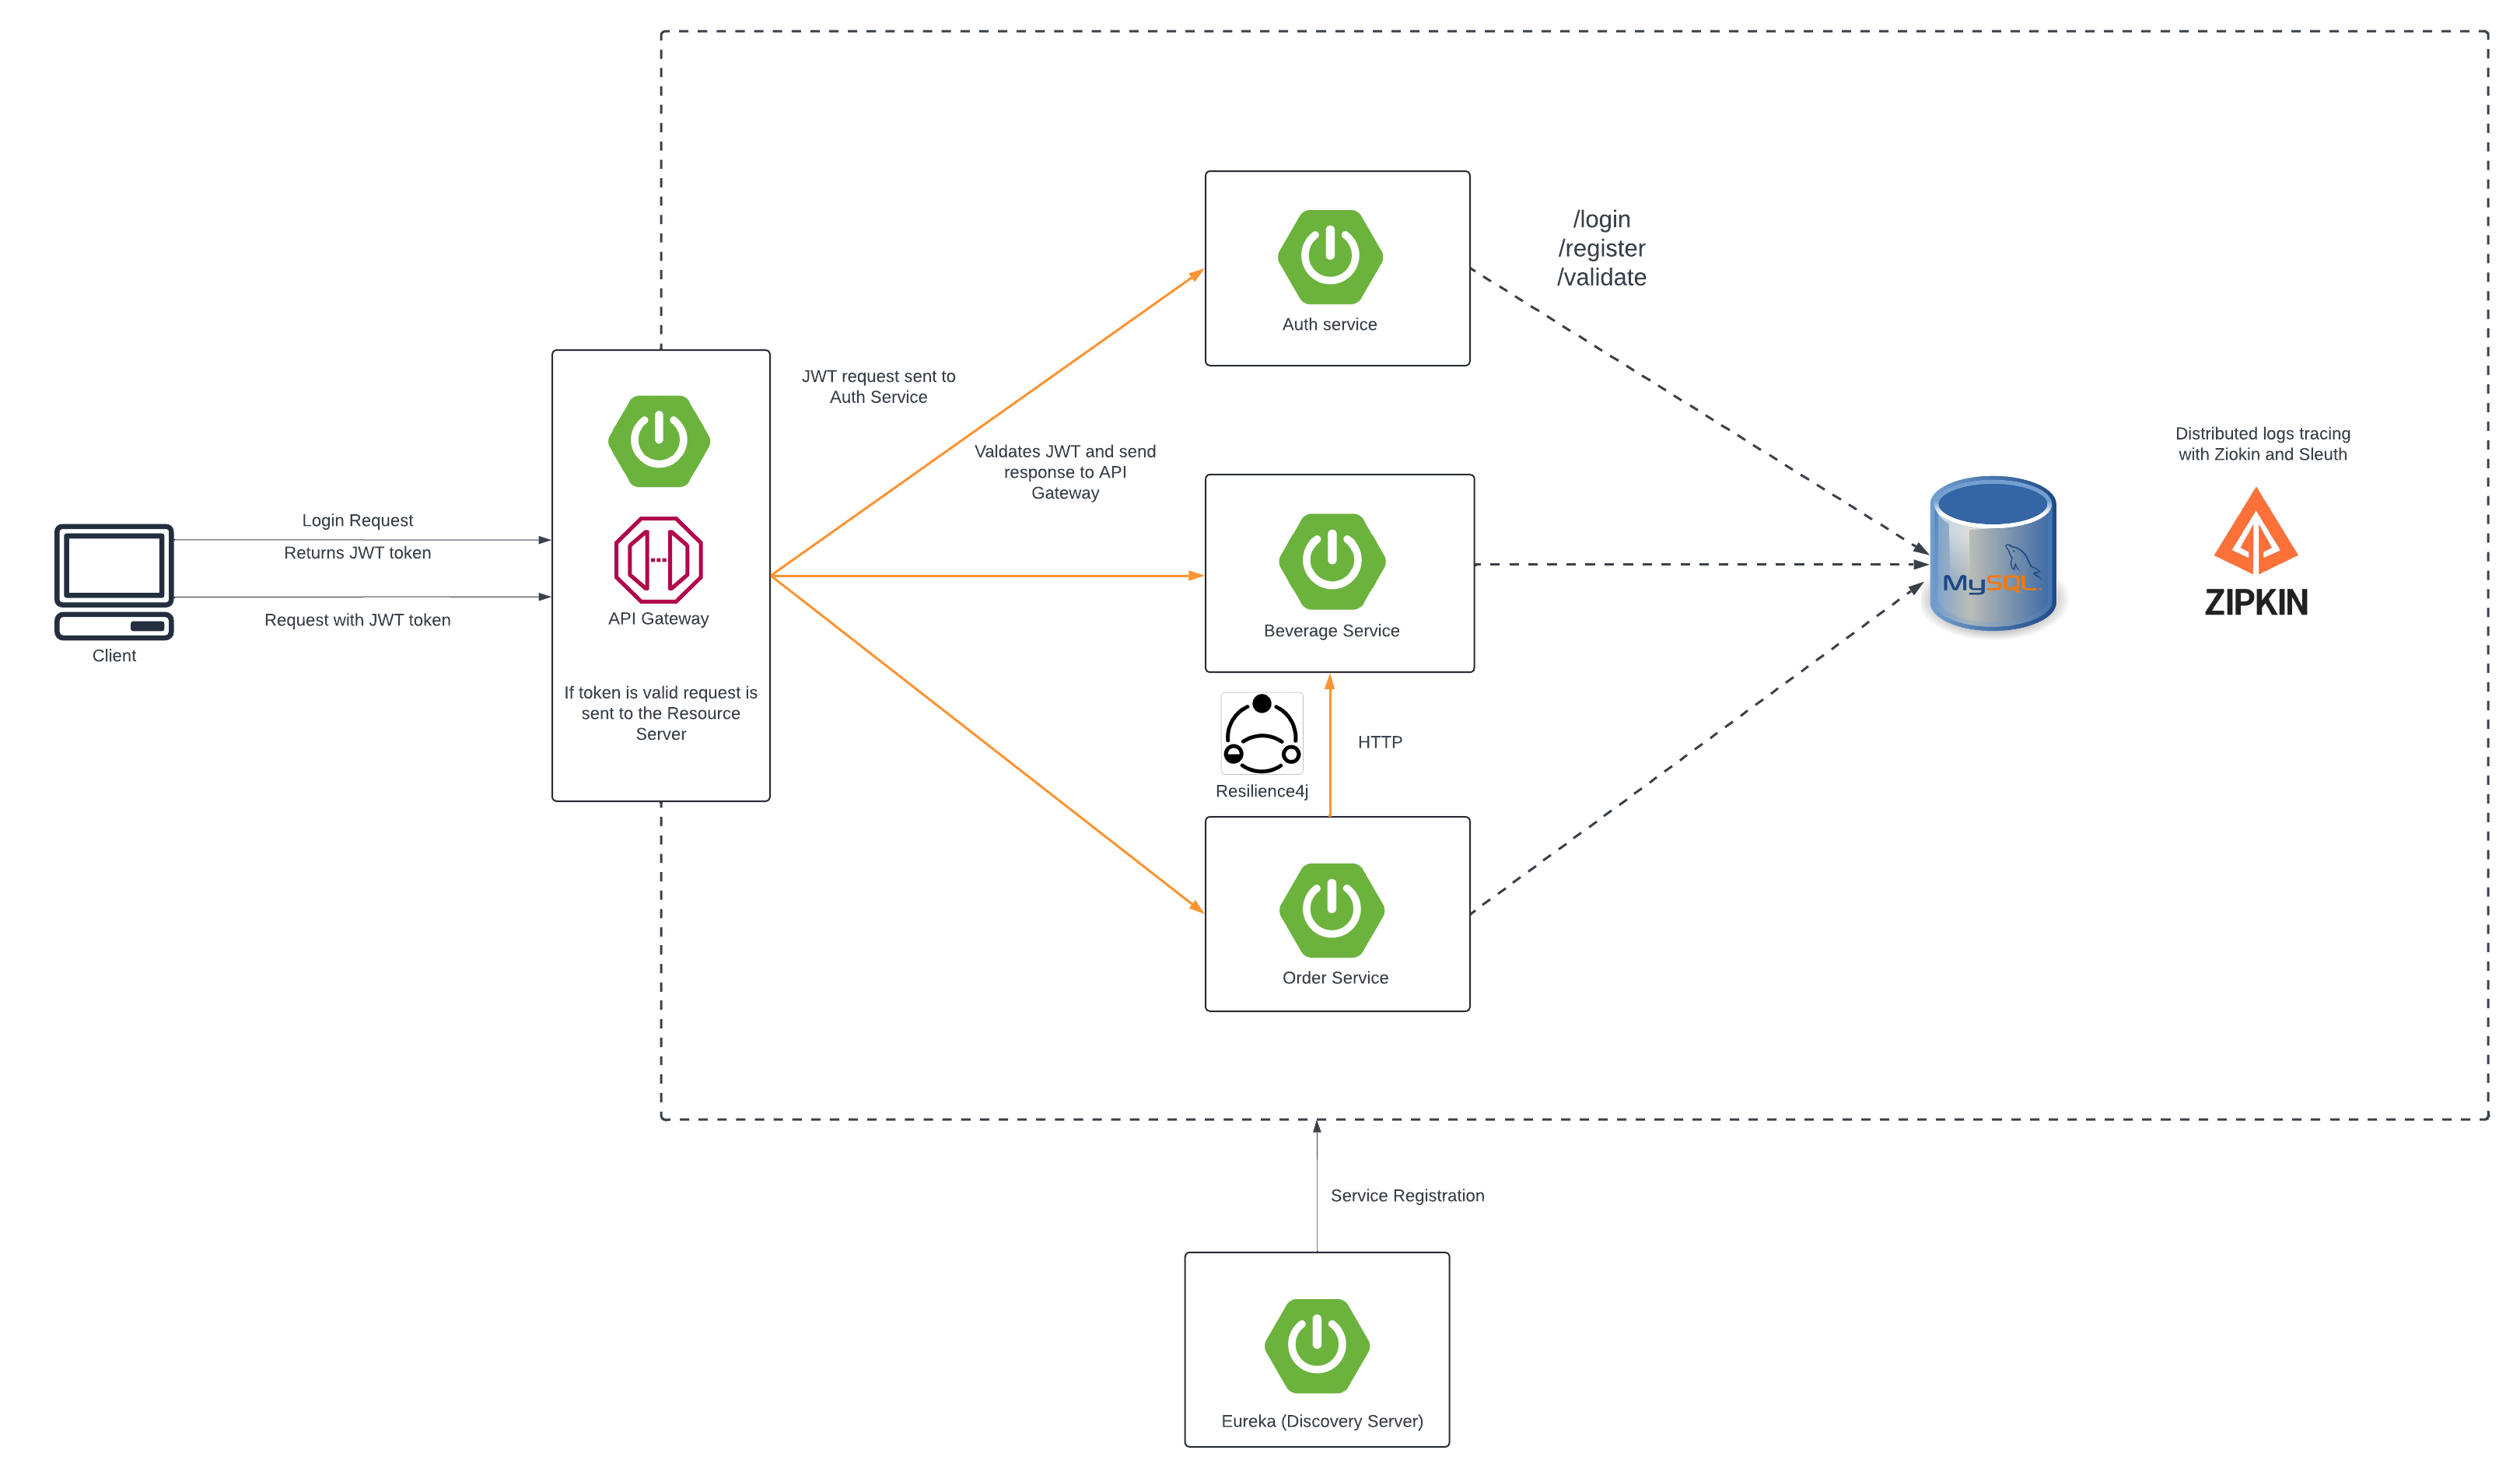 /login
/register
/validate
Auth service
JWT request sent to
Auth Service
Valdates JWT and send
response to API
Gateway
Distributed logs tracing
with Ziokin and Sleuth
Login Request
Returns JWT token
Request with JWT token
Client
API Gateway
If token is valid request is
sent to the Resource
Server
Beverage Service
MySQL
ZIPKIN
HTTP
Resilience4j
Order Service
Service Registration
Eureka (Discovery Server)